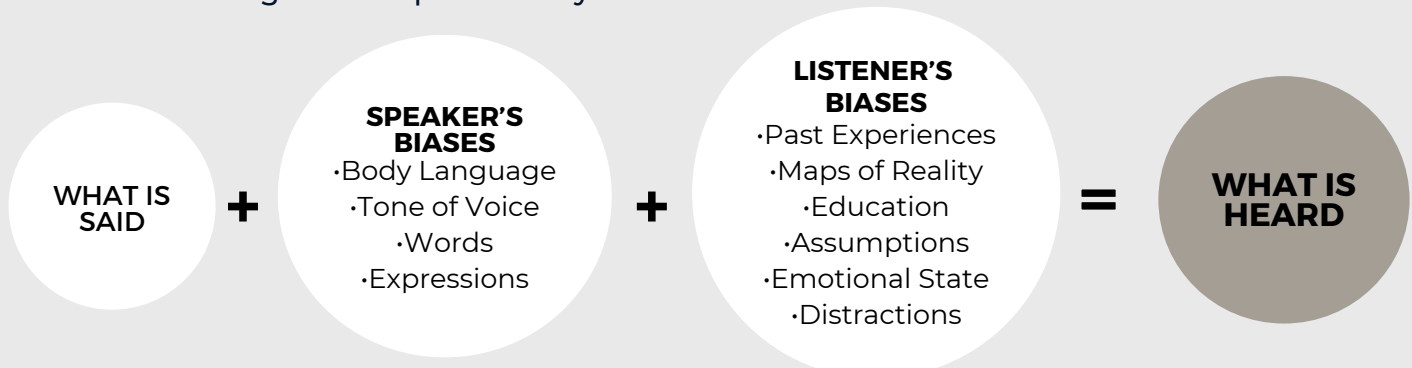 WHAT IS
SAID
+
SPEAKER'S
BIASES
·Body Language
·Tone of Voice
·Words
·Expressions
+
LISTENER'S
BIASES
·Past Experiences
·Maps of Reality
·Education
·Assumptions
·Emotional State
·Distractions
=
WHAT IS
HEARD